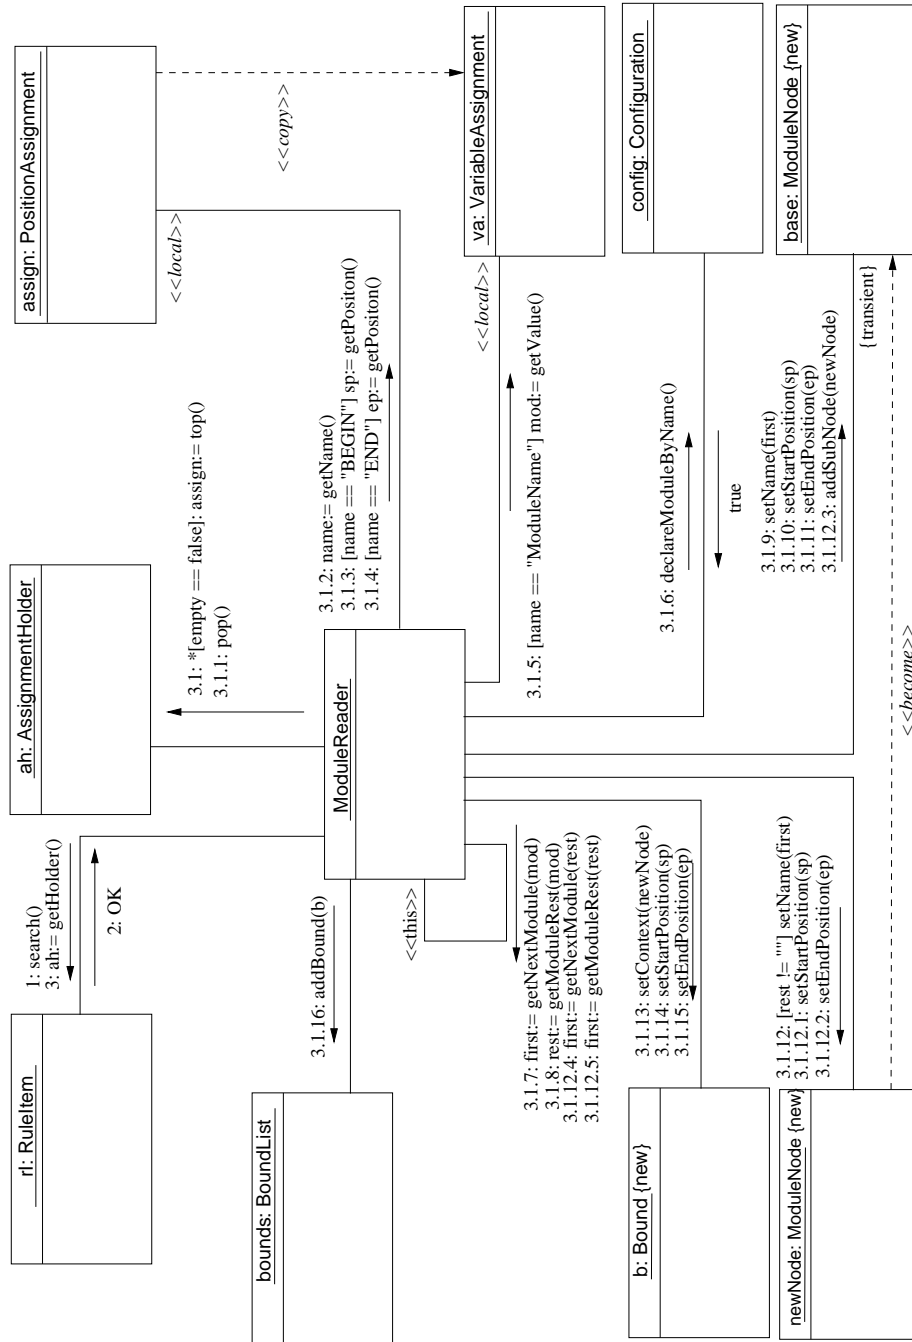 rl: RuleItem
1: search()
3: ah:= getHolder()
2: OK
ah: AssignmentHolder
3.1: *[empty == false]: assign:= top()
3.1.1: pop()
assign: PositionAssignment
<<local>>
<<copy>>
bounds: BoundList
3.1.16: addBound(b)
ModuleReader
3.1.2: name:= getName()
3.1.3: [name == "BEGIN"] sp:= getPositon()
3.1.4: [name == "END"] ep:= getPositon()
<<this>>
va: VariableAssignment
<<local>>
3.1.5: [name == "ModuleName"] mod:= getValue()
3.1.7: first:= getNextModule(mod)
3.1.8: rest:= getModuleRest(mod)
3.1.12.4: first:= getNextModule(rest)
3.1.12.5: first:= getModuleRest(rest)
config: Configuration
3.1.6: declareModuleByName()
true
b: Bound {new}
3.1.13: setContext(newNode)
3.1.14: setStartPosition(sp)
3.1.15: setEndPosition(ep)
3.1.9: setName(first)
3.1.10: setStartPosition(sp)
3.1.11: setEndPosition(ep)
3.1.12.3: addSubNode(newNode)
base: ModuleNode {new}
{transient}
newNode: ModuleNode {new}
3.1.12: [rest != ""] setName(first)
3.1.12.1: setStartPosition(sp)
3.1.12.2: setEndPosition(ep)
<<become>>